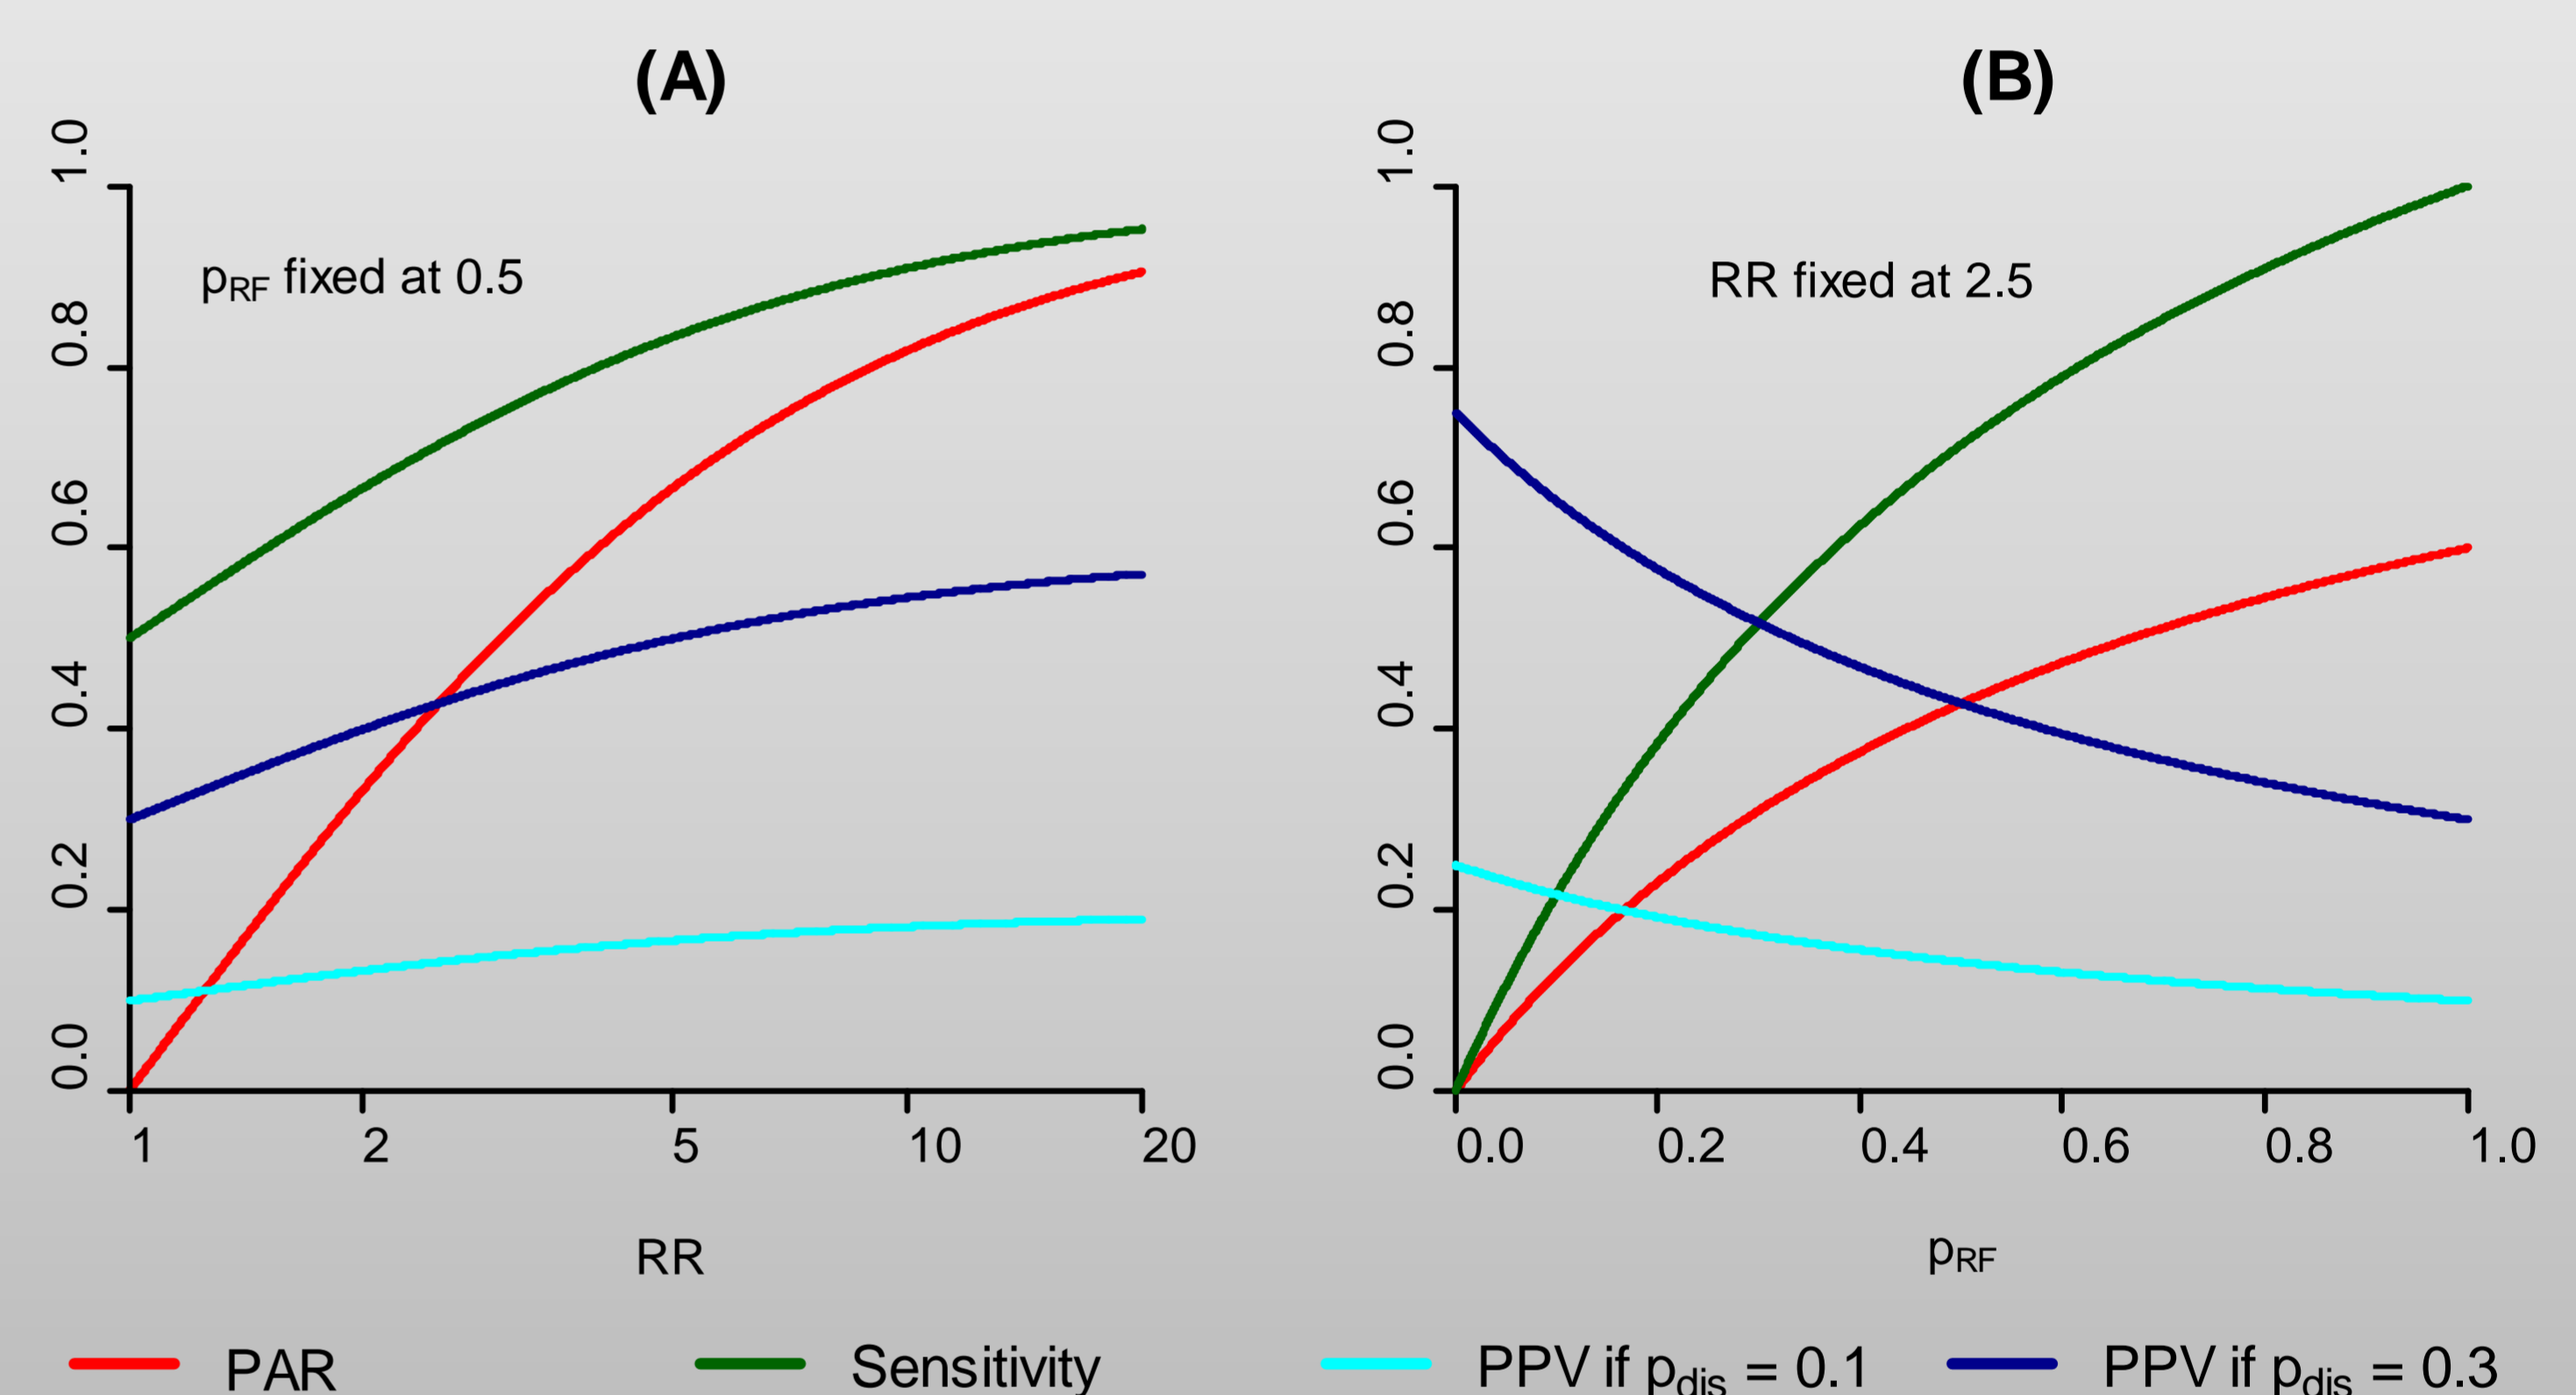 (A)
1.0
0.8
0.6
0.4
0.2
0.0
pRF fixed at 0.5
1 2 5 10 20
RR
(B)
1.0
0.8
0.6
0.4
0.2
0.0
RR fixed at 2.5
0.0 0.2 0.4 0.6 0.8 1.0
pRF
PAR Sensitivity PPV if pdis = 0.1 PPV if pdis = 0.3